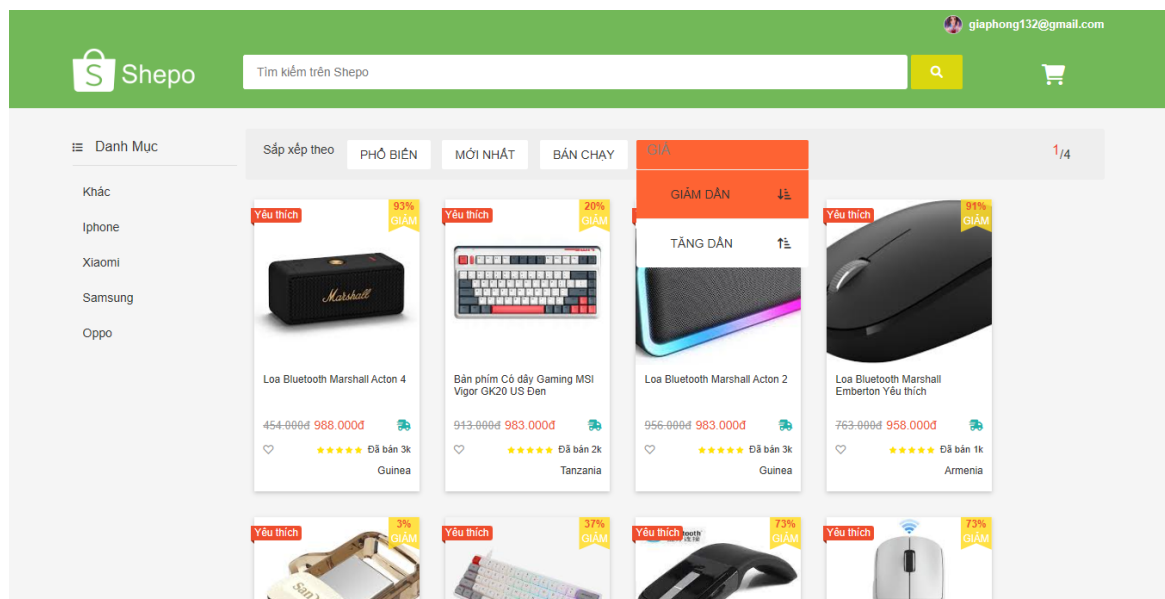 giaphong132@gmail.com
Shepo
Tìm kiếm trên Shepo
Danh Mục
Khác
Iphone
Xiaomi
Samsung
Oppo
Sắp xếp theo
PHỔ BIẾN
MỚI NHẤT
BÁN CHẠY
GIÁ
1/4
GIẢM DẦN
TĂNG DẦN
Yêu thích
93%
GIẢM
Marshall
Loa Bluetooth Marshall Acton 4
454.000đ 988.000đ
Đã bán 3k
Guinea
Yêu thích
20%
GIẢM
Bàn phím Có dây Gaming MSI
Vigor GK20 US Đen
913.000đ 983.000đ
Đã bán 2k
Tanzania
Loa Bluetooth Marshall Acton 2
956.000đ 983.000đ
Đã bán 3k
Guinea
Yêu thích
91%
GIẢM
Loa Bluetooth Marshall
Emberton Yêu thích
763.000đ 958.000đ
Đã bán 1k
Armenia
Yêu thích
3%
GIẢM
Yêu thích
37%
GIẢM
Yêu thích
73%
GIẢM
Yêu thích
73%
GIẢM